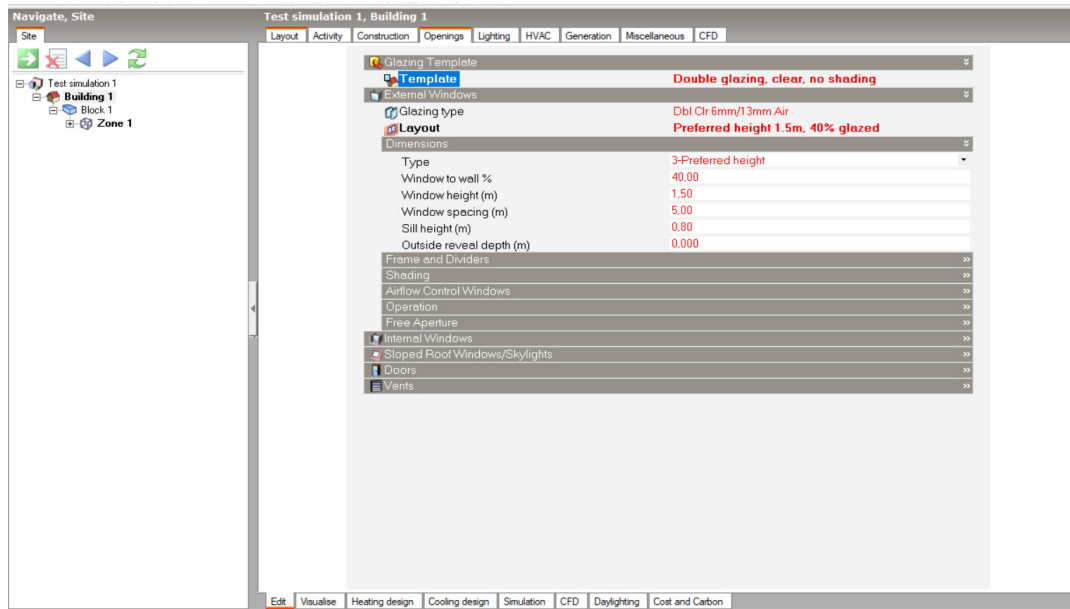 Navigate, Site
Site
Test simulation 1
Building 1
Block 1
Zone 1
Test simulation 1, Building 1
Layout Activity Construction Openings Lighting HVAC Generation Miscellaneous CFD
Glazing Template
Template Double glazing, clear, no shading
External Windows
Glazing type Dbl Clr 6mm/13mm Air
Layout Preferred height 1.5m, 40% glazed
Dimensions
Type 3-Preferred height
Window to wall % 40,00
Window height (m) 1,50
Window spacing (m) 5,00
Sill height (m) 0,80
Outside reveal depth (m) 0,000
Frame and Dividers
Shading
Airflow Control Windows
Operation
Free Aperture
Internal Windows
Sloped Roof Windows/Skylights
Doors
Vents
Edit Visualise Heating design Cooling design Simulation CFD Daylighting Cost and Carbon